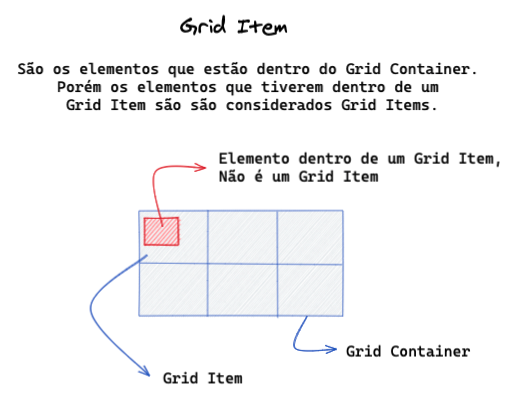 Grid Item
São os elementos que estão dentro do Grid Container.
Porém os elementos que tiverem dentro de um
Grid Item são são considerados Grid Items.
Elemento dentro de um Grid Item,
Não é um Grid Item
Grid Container
Grid Item